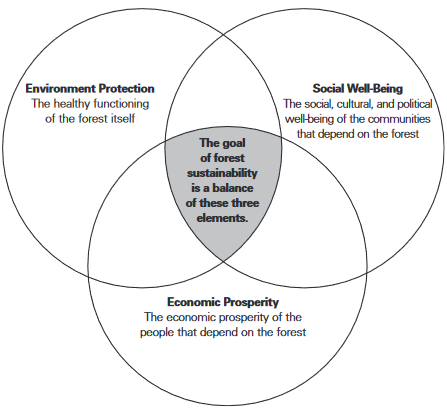 Environment Protection
The healthy functioning
of the forest itself
Social Well-Being
The social, cultural, and political
well-being of the communities
that depend on the forest
The goal
of forest
sustainability
is a balance
of these three
elements.
Economic Prosperity
The economic prosperity of the
people that depend on the forest